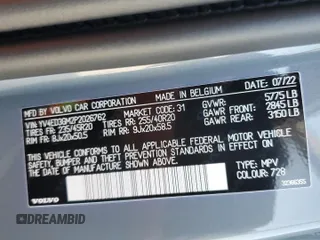 MFD BY VOLVO CAR CORPORATION
MADE IN BELGIUM
DATE: 07/22
VIN: YV4ED3GM2P2026762
MARKET CODE: 31
GVWR: 5775 LB
TIRES FR: 235/45R20
TIRES RR: 255/40R20
GAWR FR: 2845 LB
RIM FR: 8Jx20x50.5
RIM RR: 9Jx20x58.5
GAWR RR: 3150 LB
THIS VEHICLE CONFORMS TO ALL APPLICABLE U.S. FEDERAL MOTOR VEHICLE
SAFETY, BUMPER AND THEFT PREVENTION STANDARDS IN EFFECT ON THE
DATE OF MANUFACTURE SHOWN ABOVE.
TYPE: MPV
COLOUR: 728
VOLVO
DREAMBID